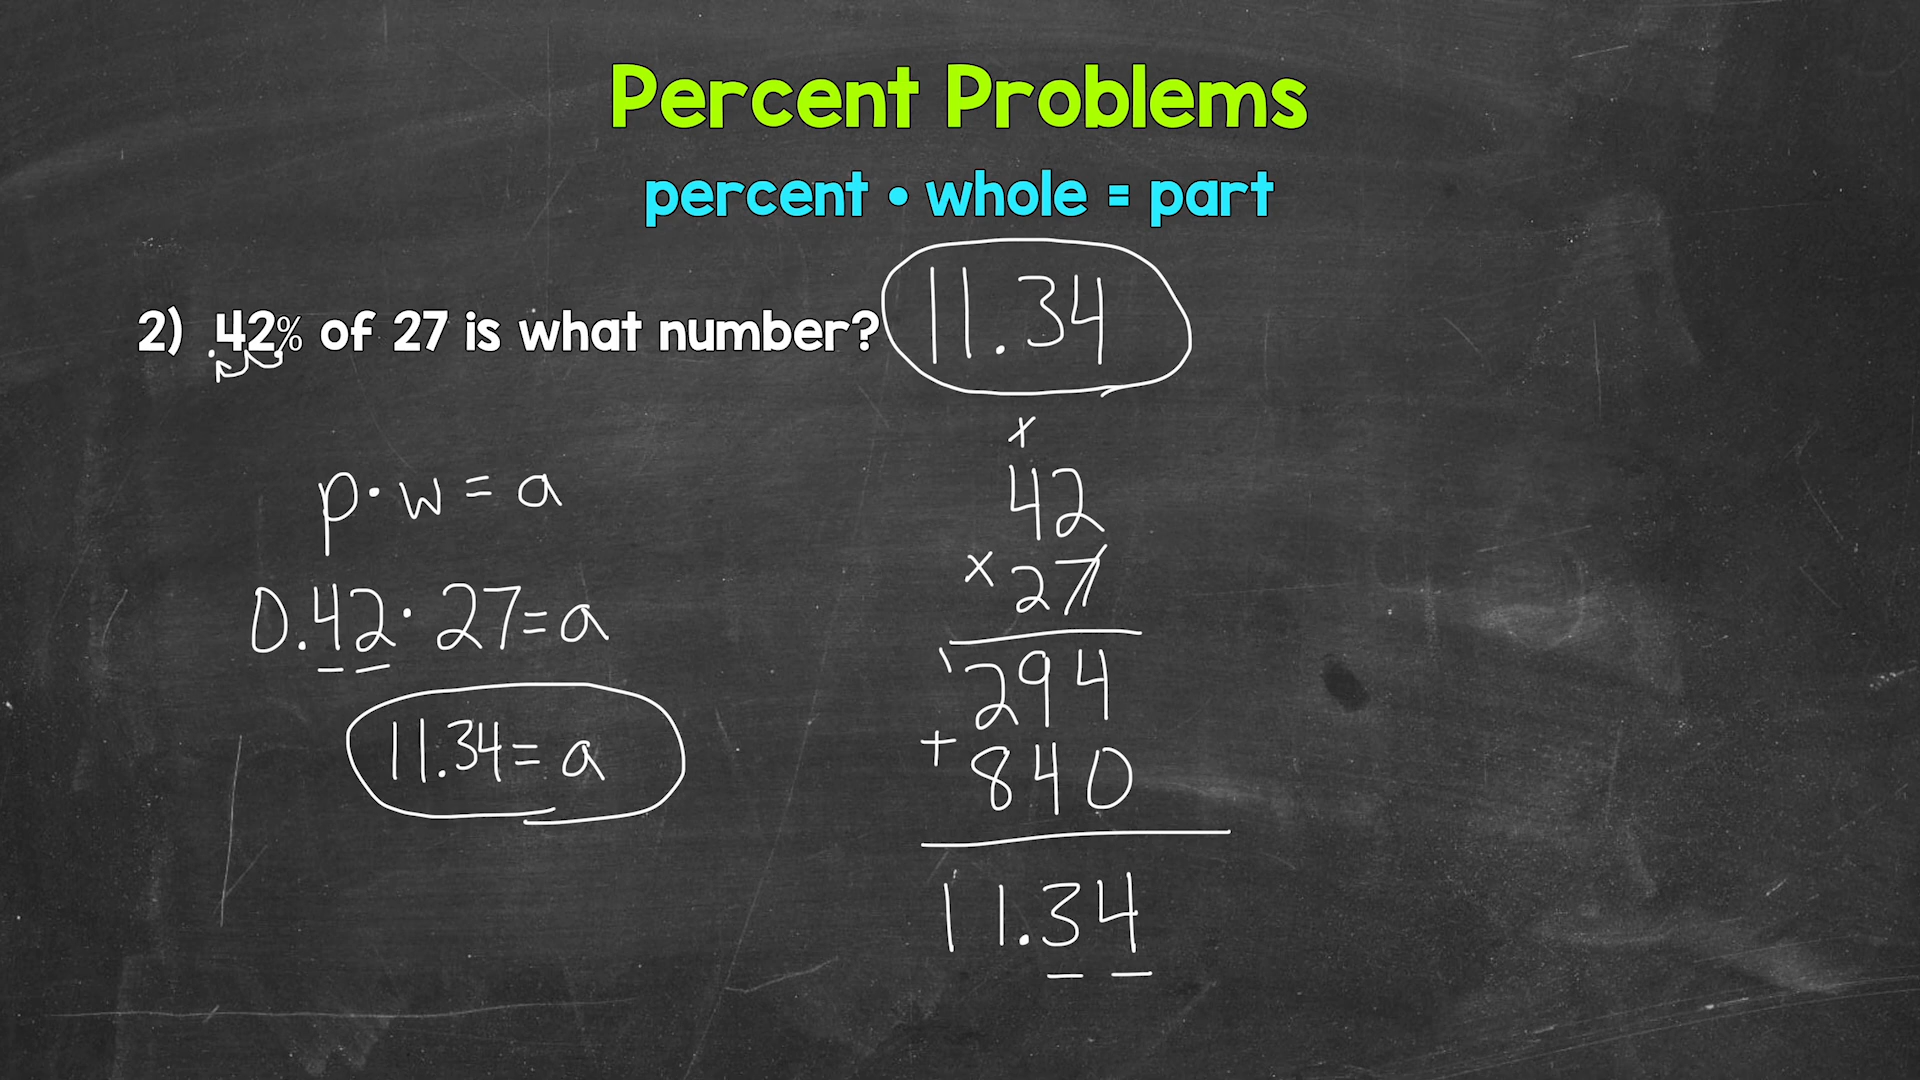 Percent Problems
percent • whole = part
2) .42% of 27 is what number? 11.34
p · w = a
0.42 · 27 = a
11.34 = a
42
x 27
294
+ 840
11.34